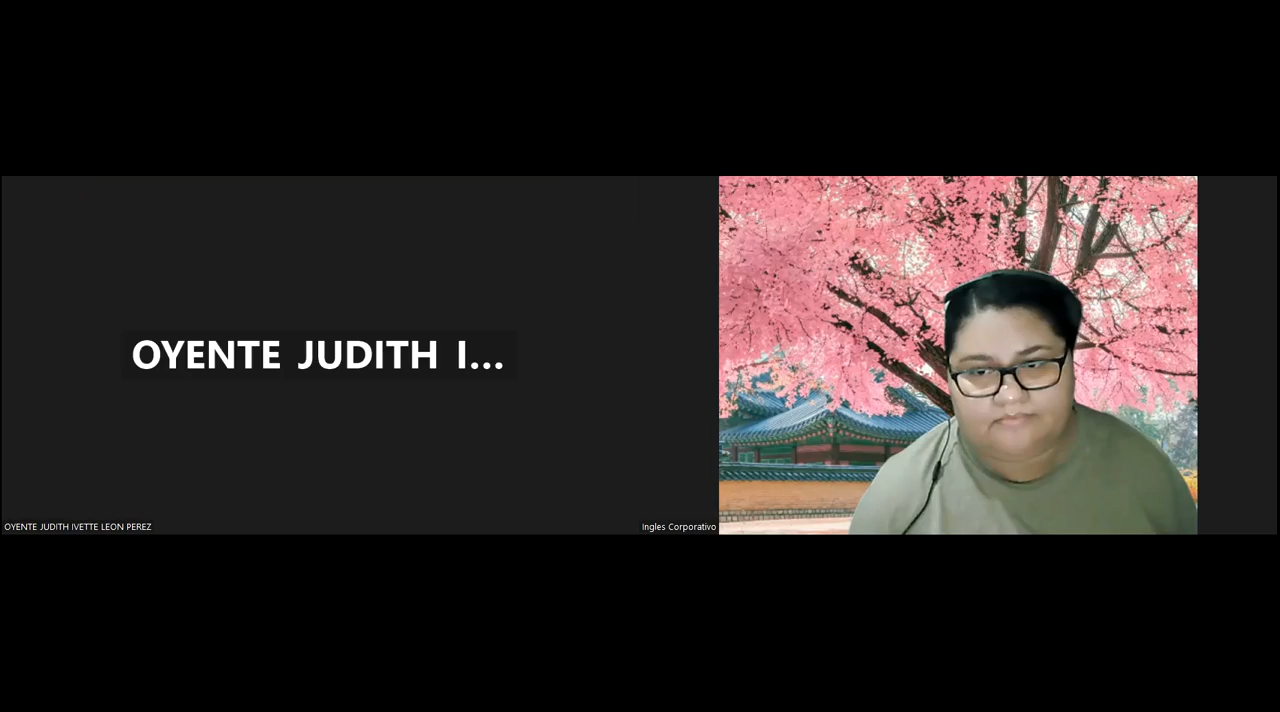 OYENTE JUDITH I...
OYENTE JUDITH IVETTE LEON PEREZ
Ingles Corporativo